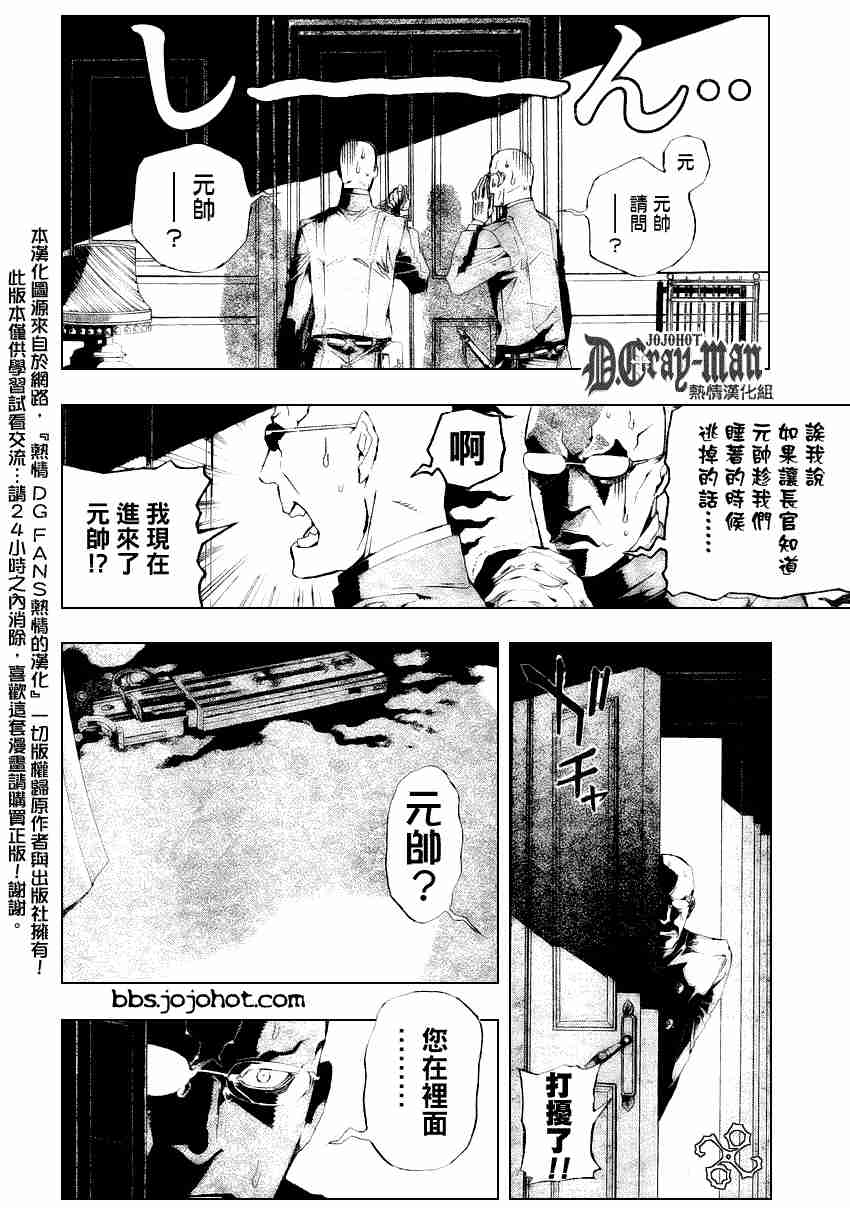 しーーーん‥
元
元帥
請問
——?
元帥
——?
JOJOHOT
D.Gray-Man
熱情漢化組
誒我說
如果讓長官知道
元帥趁我們
睡著的時候
逃掉的話……
啊
我現在
進來了
元帥!?
ガチャ
打擾了!!
元帥?
bbs.jojohot.com
您在裡面
………
本漢化圖源來自於網路，『熱情DG FANS熱情的漢化』一切版權歸原作者與出版社擁有!
此版本僅供學習試看交流…請24小時之內消除，喜歡這套漫畫請購買正版!謝謝。